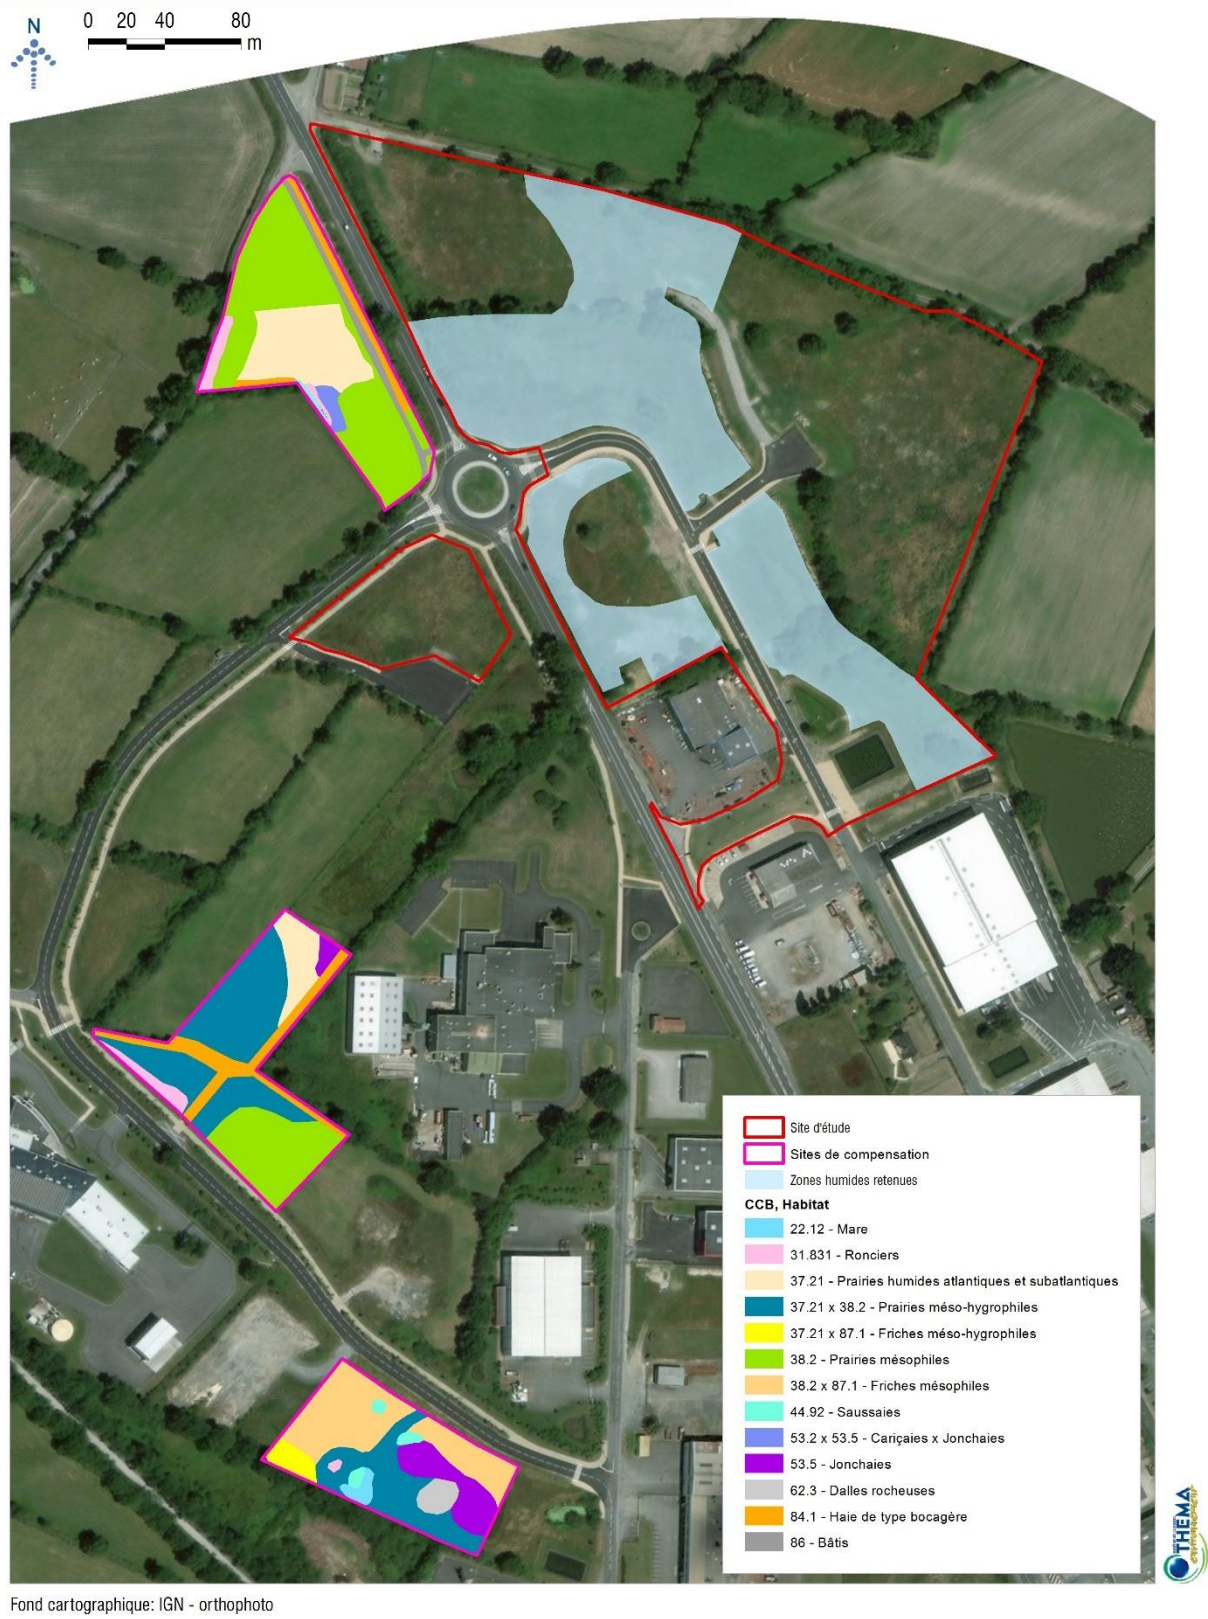 0 20 40 80
m
N
Site d'étude
Sites de compensation
Zones humides retenues
CCB, Habitat
22.12 - Mare
31.831 - Ronciers
37.21 - Prairies humides atlantiques et subatlantiques
37.21 x 38.2 - Prairies méso-hygrophiles
37.21 x 87.1 - Friches méso-hygrophiles
38.2 - Prairies mésophiles
38.2 x 87.1 - Friches mésophiles
44.92 - Saussaies
53.2 x 53.5 - Cariçaies x Jonchaies
53.5 - Jonchaies
62.3 - Dalles rocheuses
84.1 - Haie de type bocagère
86 - Bâtis
THEMA
Fond cartographique: IGN - orthophoto